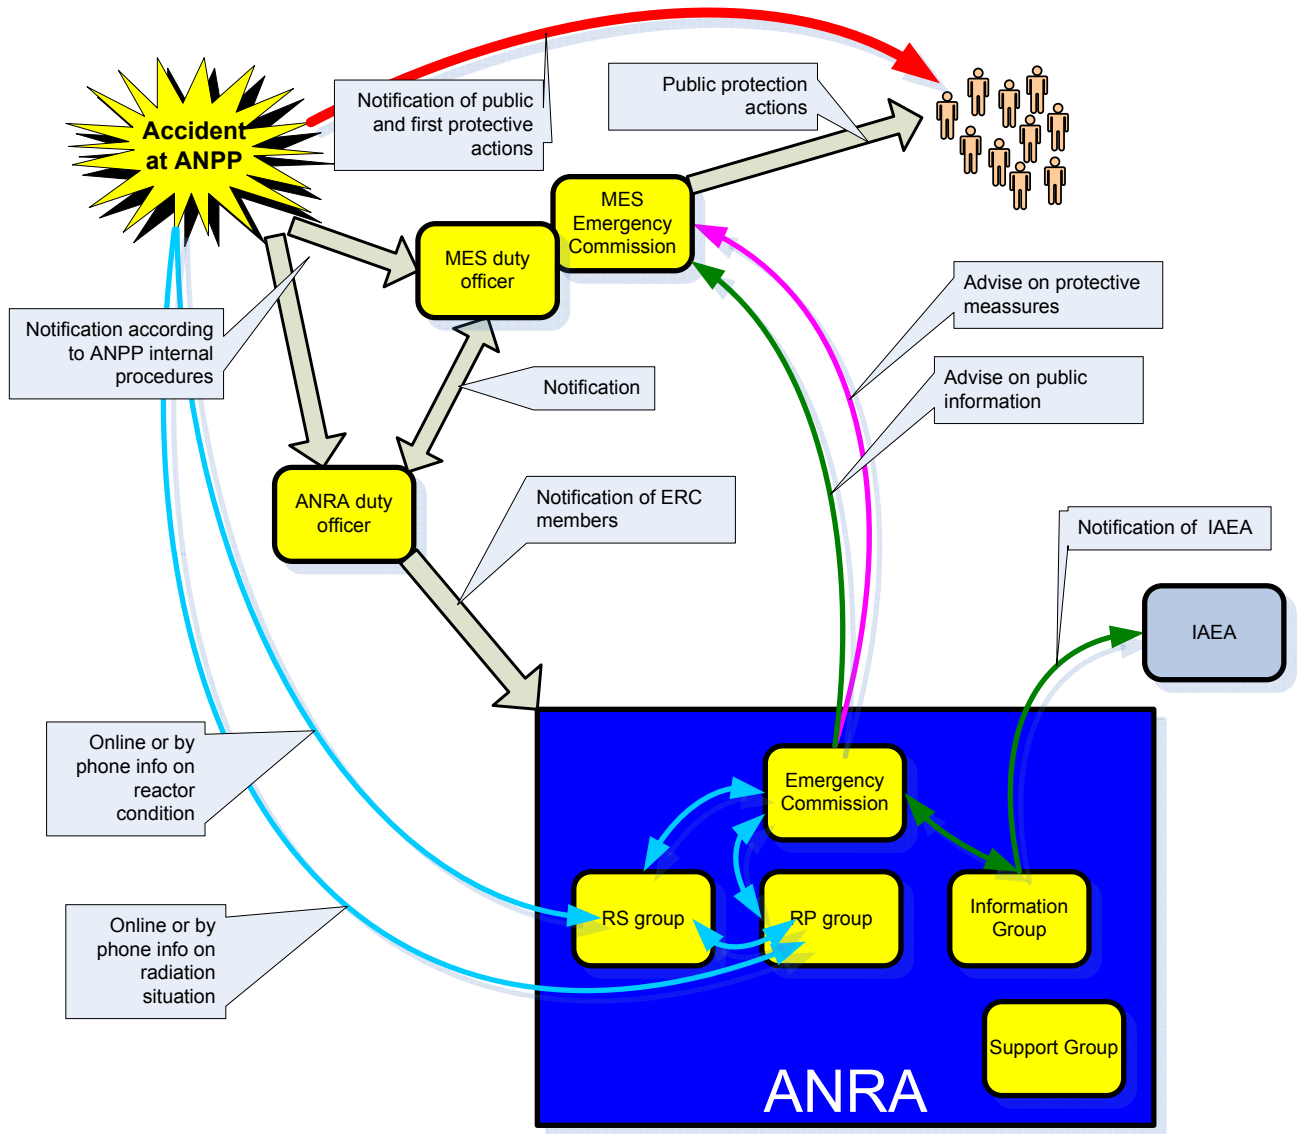 Accident
at ANPP
Notification of public
and first protective
actions
Public protection
actions
MES
Emergency
Commission
MES duty
officer
Advise on protective
meassures
Notification according
to ANPP internal
procedures
Notification
Advise on public
information
ANRA duty
officer
Notification of ERC
members
Notification of IAEA
IAEA
Online or by
phone info on
reactor
condition
Emergency
Commission
RS group
RP group
Information
Group
Online or by
phone info on
radiation
situation
Support Group
ANRA